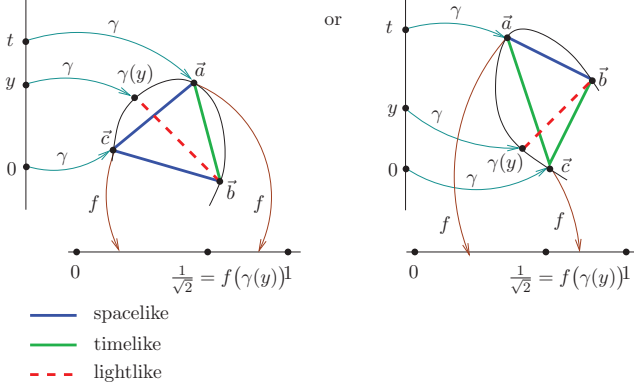 t
y
0
γ
γ
γ
γ(y)
a⃗
c⃗
b⃗
f
f
0
1/√2 = f(γ(y))
1
or
t
y
0
γ
γ
γ
γ(y)
a⃗
b⃗
c⃗
f
f
0
1/√2 = f(γ(y))
1
spacelike
timelike
lightlike